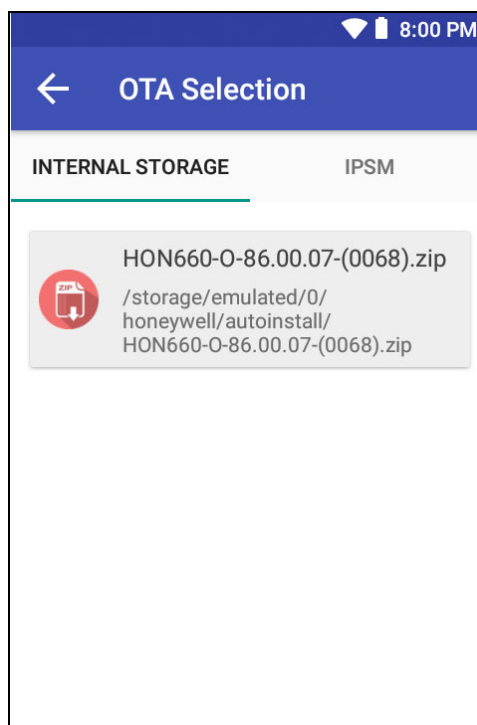 8:00 PM
OTA Selection
INTERNAL STORAGE
IPSM
HON660-O-86.00.07-(0068).zip
ZIP
/storage/emulated/0/
honeywell/autoinstall/
HON660-O-86.00.07-(0068).zip